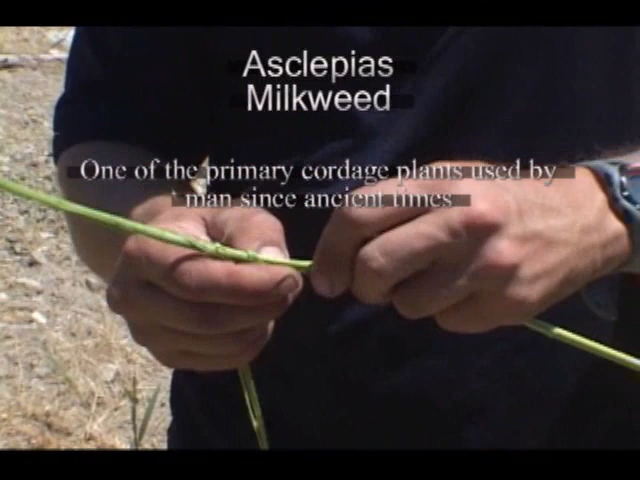 Asclepias
Milkweed
One of the primary cordage plants used by
man since ancient times